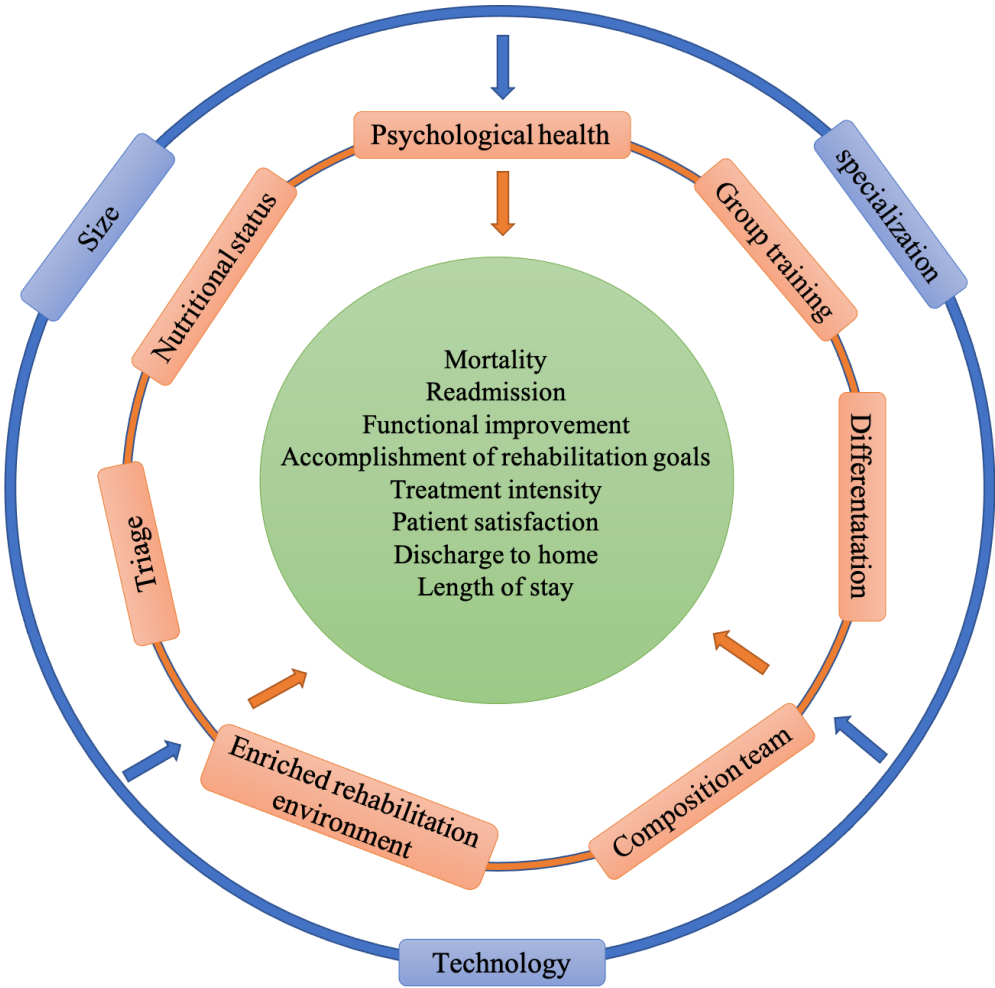 Psychological health
Size
specialization
Nutritional status
Group training
Mortality
Readmission
Functional improvement
Accomplishment of rehabilitation goals
Treatment intensity
Patient satisfaction
Discharge to home
Length of stay
Differentatation
Triage
Enriched rehabilitation
environment
Composition team
Technology